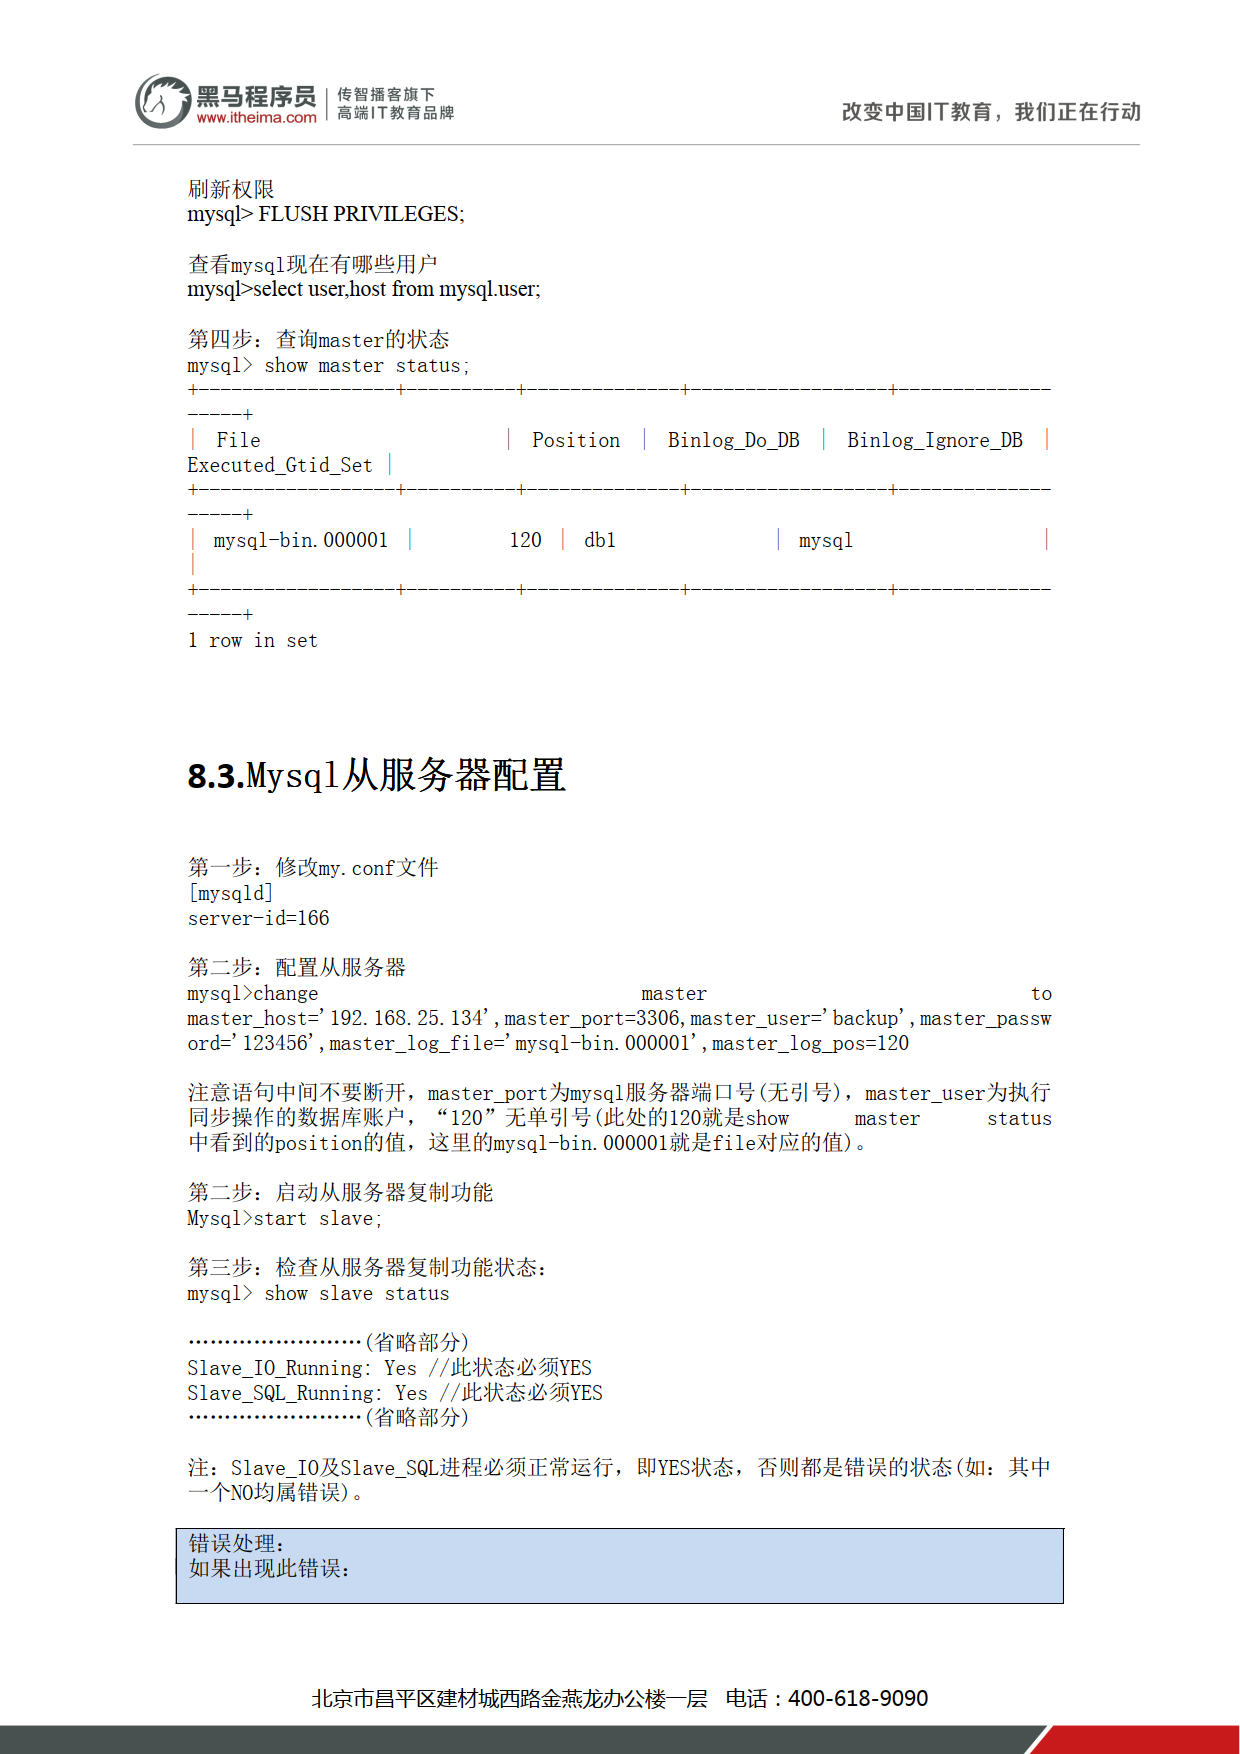 黑马程序员
www.itheima.com
传智播客旗下
高端IT教育品牌
改变中国IT教育，我们正在行动
刷新权限
mysql> FLUSH PRIVILEGES;
查看mysql现在有哪些用户
mysql>select user,host from mysql.user;
第四步：查询master的状态
mysql> show master status;
+------------------+----------+--------------+------------------+--------------
-----+
| File | Position | Binlog_Do_DB | Binlog_Ignore_DB |
Executed_Gtid_Set |
+------------------+----------+--------------+------------------+--------------
-----+
| mysql-bin.000001 | 120 | db1 | mysql |
|
+------------------+----------+--------------+------------------+--------------
-----+
1 row in set
8.3.Mysql从服务器配置
第一步：修改my.conf文件
[mysqld]
server-id=166
第二步：配置从服务器
mysql>change master to
master_host='192.168.25.134',master_port=3306,master_user='backup',master_passw
ord='123456',master_log_file='mysql-bin.000001',master_log_pos=120
注意语句中间不要断开，master_port为mysql服务器端口号(无引号)，master_user为执行
同步操作的数据库账户，“120”无单引号(此处的120就是show master status
中看到的position的值，这里的mysql-bin.000001就是file对应的值)。
第二步：启动从服务器复制功能
Mysql>start slave;
第三步：检查从服务器复制功能状态：
mysql> show slave status
……………………(省略部分)
Slave_IO_Running: Yes //此状态必须YES
Slave_SQL_Running: Yes //此状态必须YES
……………………(省略部分)
注：Slave_IO及Slave_SQL进程必须正常运行，即YES状态，否则都是错误的状态(如：其中
一个NO均属错误)。
错误处理：
如果出现此错误：
北京市昌平区建材城西路金燕龙办公楼一层 电话：400-618-9090